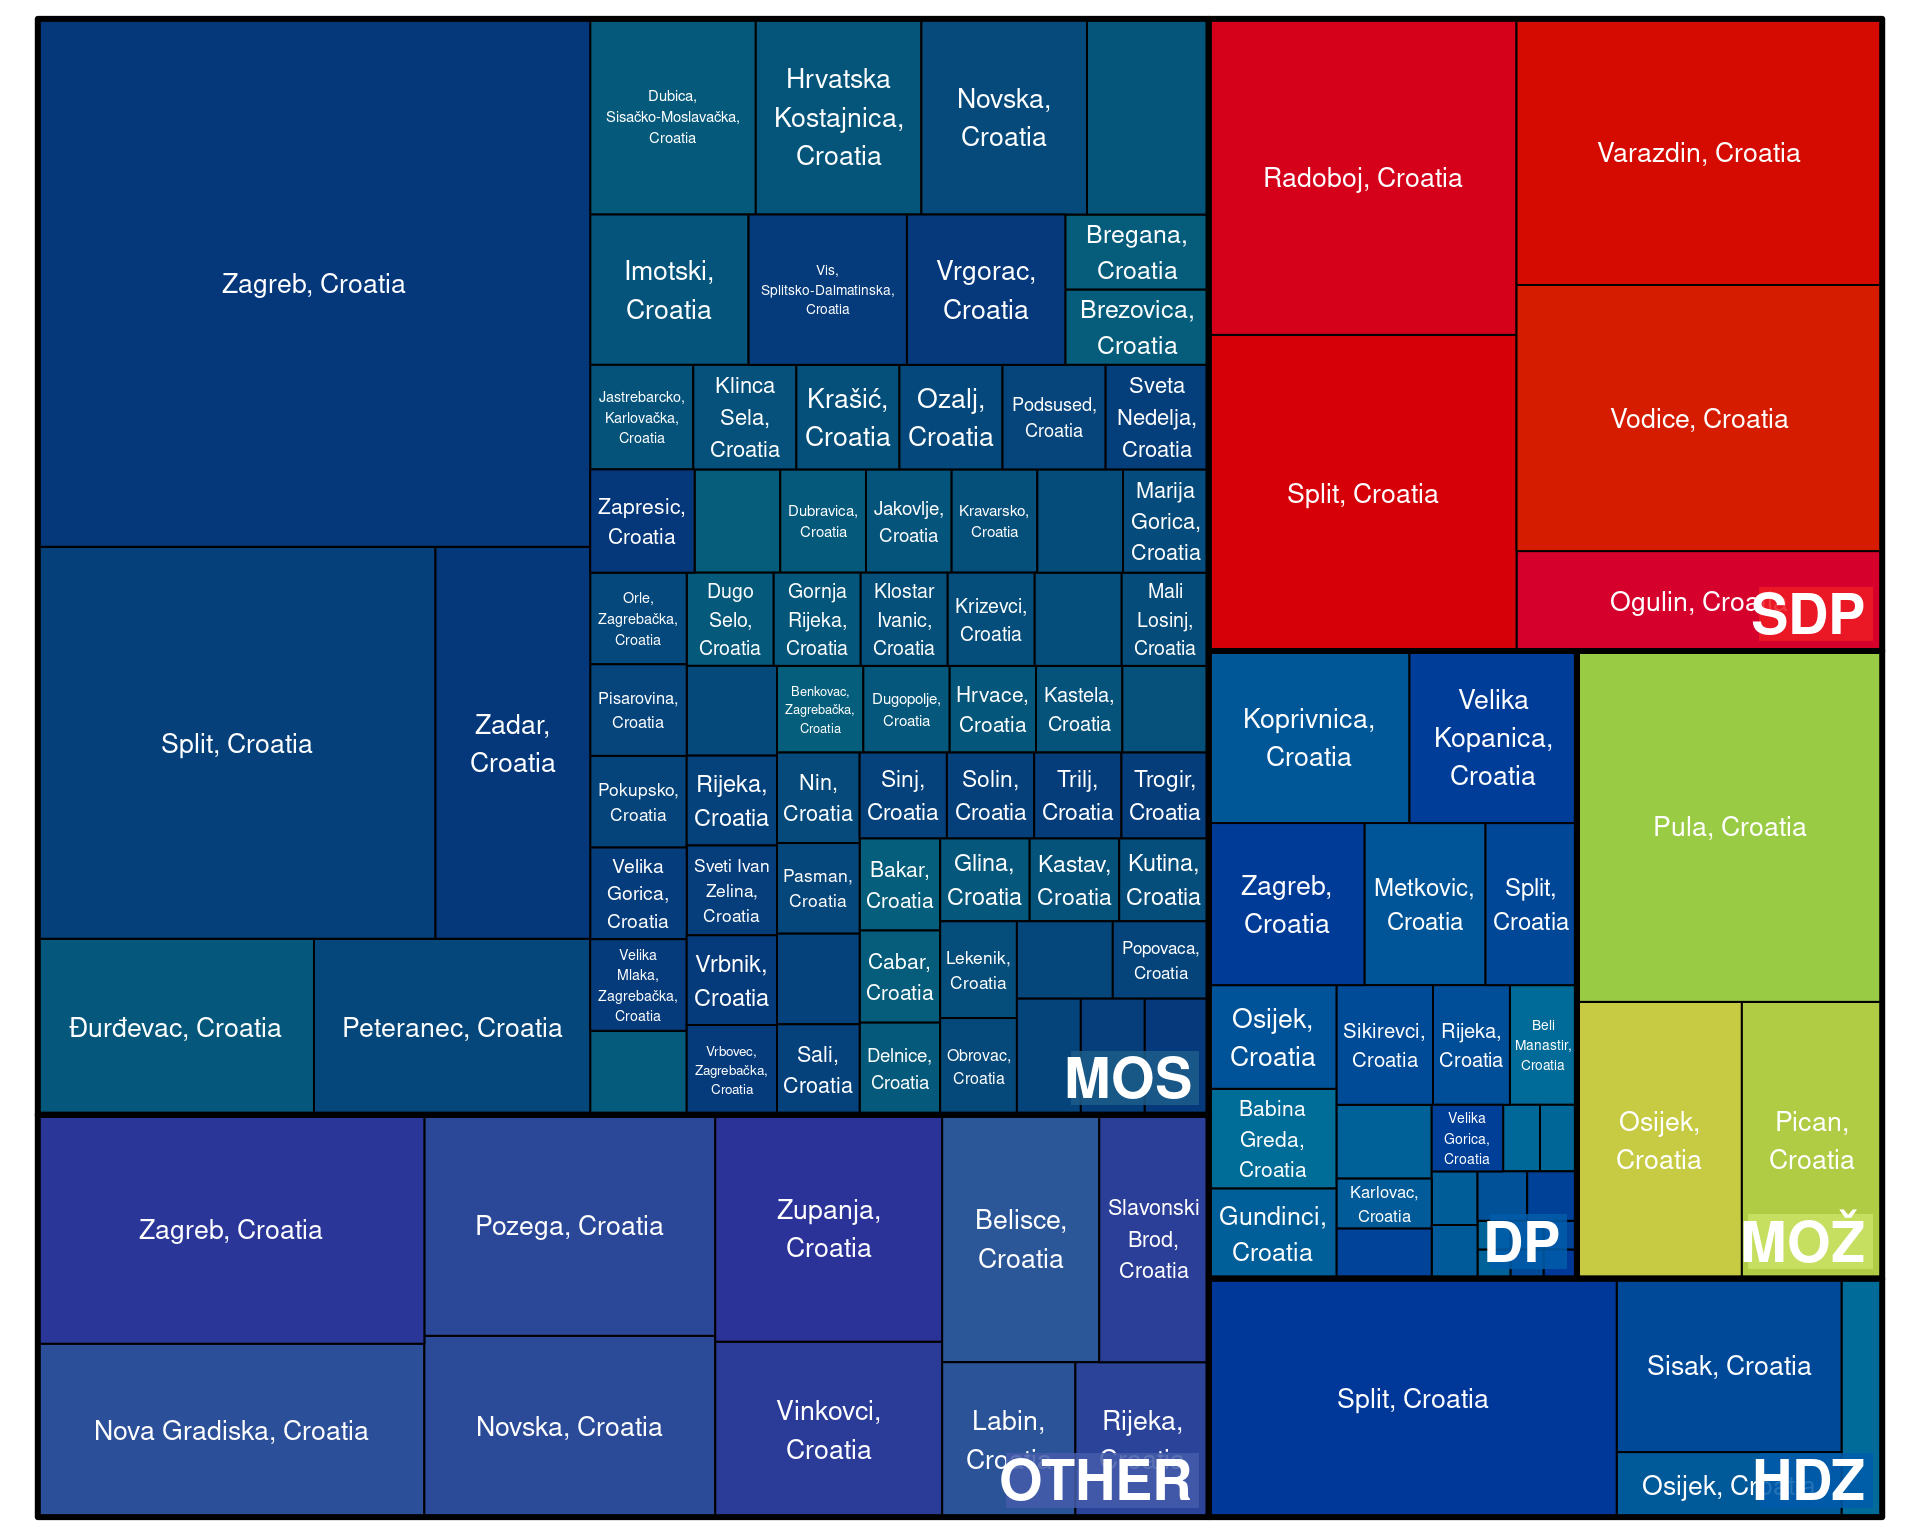 Zagreb, Croatia
Split, Croatia
Zadar,
Croatia
Đurđevac, Croatia
Peteranec, Croatia
Dubica,
Sisačko-Moslavačka,
Croatia
Hrvatska
Kostajnica,
Croatia
Novska,
Croatia
Imotski,
Croatia
Vis,
Splitsko-Dalmatinska,
Croatia
Vrgorac,
Croatia
Bregana,
Croatia
Brezovica,
Croatia
Jastrebarcko,
Karlovačka,
Croatia
Klinca
Sela,
Croatia
Krašić,
Croatia
Ozalj,
Croatia
Podsused,
Croatia
Sveta
Nedelja,
Croatia
Zapresic,
Croatia
Dubravica,
Croatia
Jakovlje,
Croatia
Kravarsko,
Croatia
Marija
Gorica,
Croatia
Orle,
Zagrebačka,
Croatia
Dugo
Selo,
Croatia
Gornja
Rijeka,
Croatia
Klostar
Ivanic,
Croatia
Krizevci,
Croatia
Mali
Losinj,
Croatia
Pisarovina,
Croatia
Benkovac,
Zagrebačka,
Croatia
Dugopolje,
Croatia
Hrvace,
Croatia
Kastela,
Croatia
Pokupsko,
Croatia
Rijeka,
Croatia
Nin,
Croatia
Sinj,
Croatia
Solin,
Croatia
Trilj,
Croatia
Trogir,
Croatia
Velika
Gorica,
Croatia
Sveti Ivan
Zelina,
Croatia
Pasman,
Croatia
Bakar,
Croatia
Glina,
Croatia
Kastav,
Croatia
Kutina,
Croatia
Velika
Mlaka,
Zagrebačka,
Croatia
Vrbnik,
Croatia
Cabar,
Croatia
Lekenik,
Croatia
Popovaca,
Croatia
Vrbovec,
Zagrebačka,
Croatia
Sali,
Croatia
Delnice,
Croatia
Obrovac,
Croatia
MOS
Zagreb, Croatia
Nova Gradiska, Croatia
Pozega, Croatia
Novska, Croatia
Zupanja,
Croatia
Vinkovci,
Croatia
Belisce,
Croatia
Slavonski
Brod,
Croatia
Labin,
Croatia
Rijeka,
Croatia
OTHER
Radoboj, Croatia
Split, Croatia
Varazdin, Croatia
Vodice, Croatia
Ogulin, Croatia
SDP
Koprivnica,
Croatia
Velika
Kopanica,
Croatia
Zagreb,
Croatia
Metkovic,
Croatia
Split,
Croatia
Osijek,
Croatia
Sikirevci,
Croatia
Rijeka,
Croatia
Beli
Manastir,
Croatia
Babina
Greda,
Croatia
Velika
Gorica,
Croatia
Karlovac,
Croatia
Gundinci,
Croatia
DP
Pula, Croatia
Osijek,
Croatia
Pican,
Croatia
MOŽ
Split, Croatia
Sisak, Croatia
Osijek, Croatia
HDZ